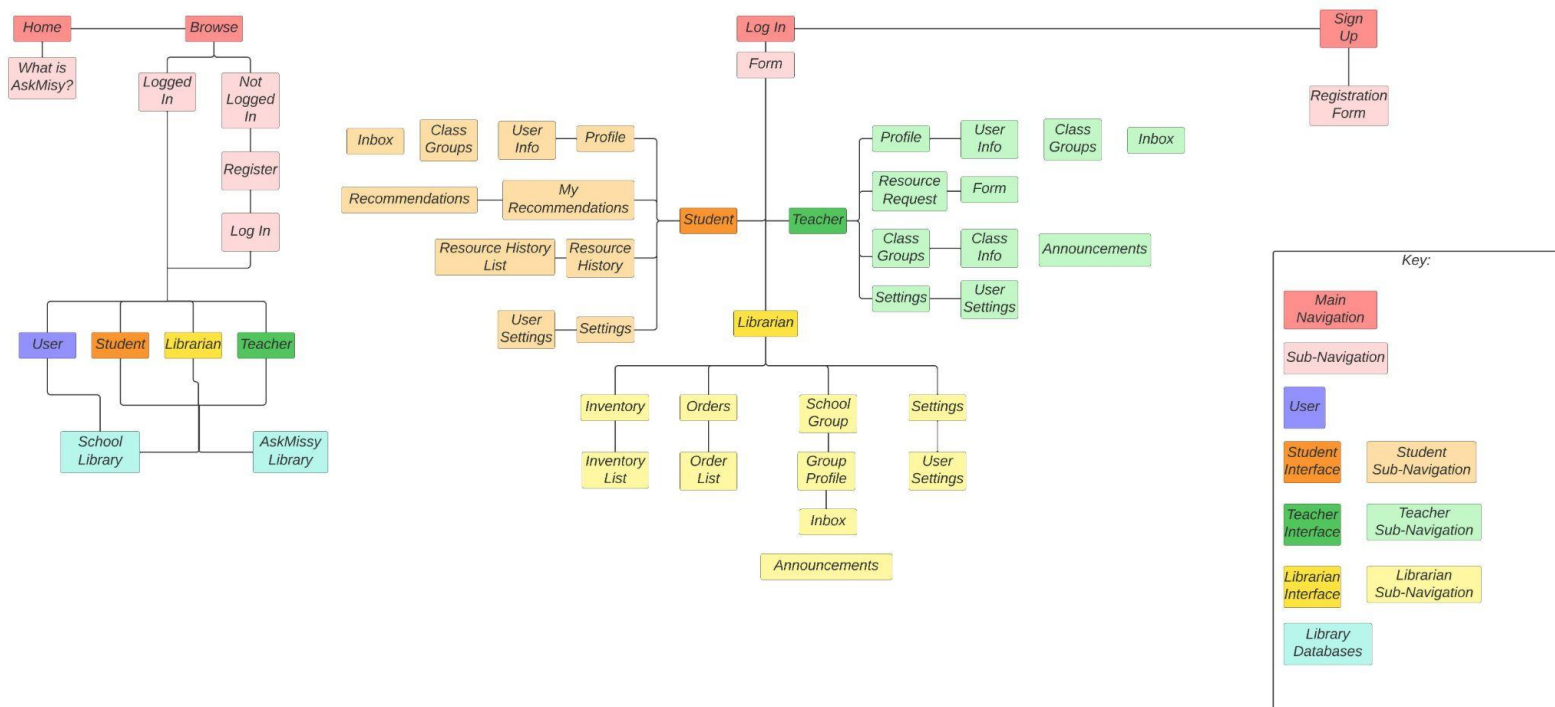 Home
Browse
Log In
Sign
Up
What is
AskMisy?
Logged
In
Not
Logged
In
Form
Registration
Form
Register
Log In
User
Student
Librarian
Teacher
School
Library
AskMissy
Library
Inbox
Class
Groups
User
Info
Profile
Recommendations
My
Recommendations
Resource History
List
Resource
History
User
Settings
Settings
Student
Teacher
Profile
User
Info
Class
Groups
Inbox
Resource
Request
Form
Class
Groups
Class
Info
Announcements
Settings
User
Settings
Librarian
Inventory
Orders
School
Group
Settings
Inventory
List
Order
List
Group
Profile
User
Settings
Inbox
Announcements
Key:
Main
Navigation
Sub-Navigation
User
Student
Interface
Student
Sub-Navigation
Teacher
Interface
Teacher
Sub-Navigation
Librarian
Interface
Librarian
Sub-Navigation
Library
Databases